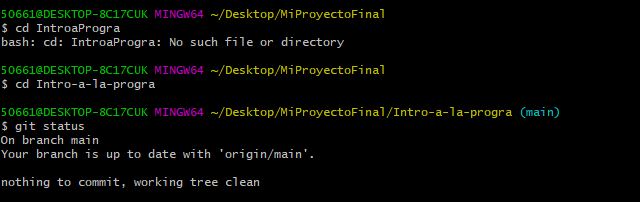 50661@DESKTOP-8C17CUK MINGW64 ~/Desktop/MiProyectoFinal
$ cd IntroaProgra
bash: cd: IntroaProgra: No such file or directory
50661@DESKTOP-8C17CUK MINGW64 ~/Desktop/MiProyectoFinal
$ cd Intro-a-la-progra
50661@DESKTOP-8C17CUK MINGW64 ~/Desktop/MiProyectoFinal/Intro-a-la-progra (main)
$ git status
On branch main
Your branch is up to date with 'origin/main'.
nothing to commit, working tree clean